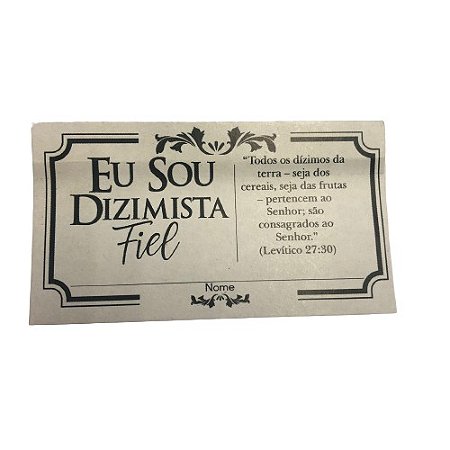 EU SOU
DIZIMISTA
Fiel
“Todos os dízimos da
terra – seja dos
cereais, seja das frutas
– pertencem ao
Senhor; são
consagrados ao
Senhor.”
(Levítico 27:30)
Nome